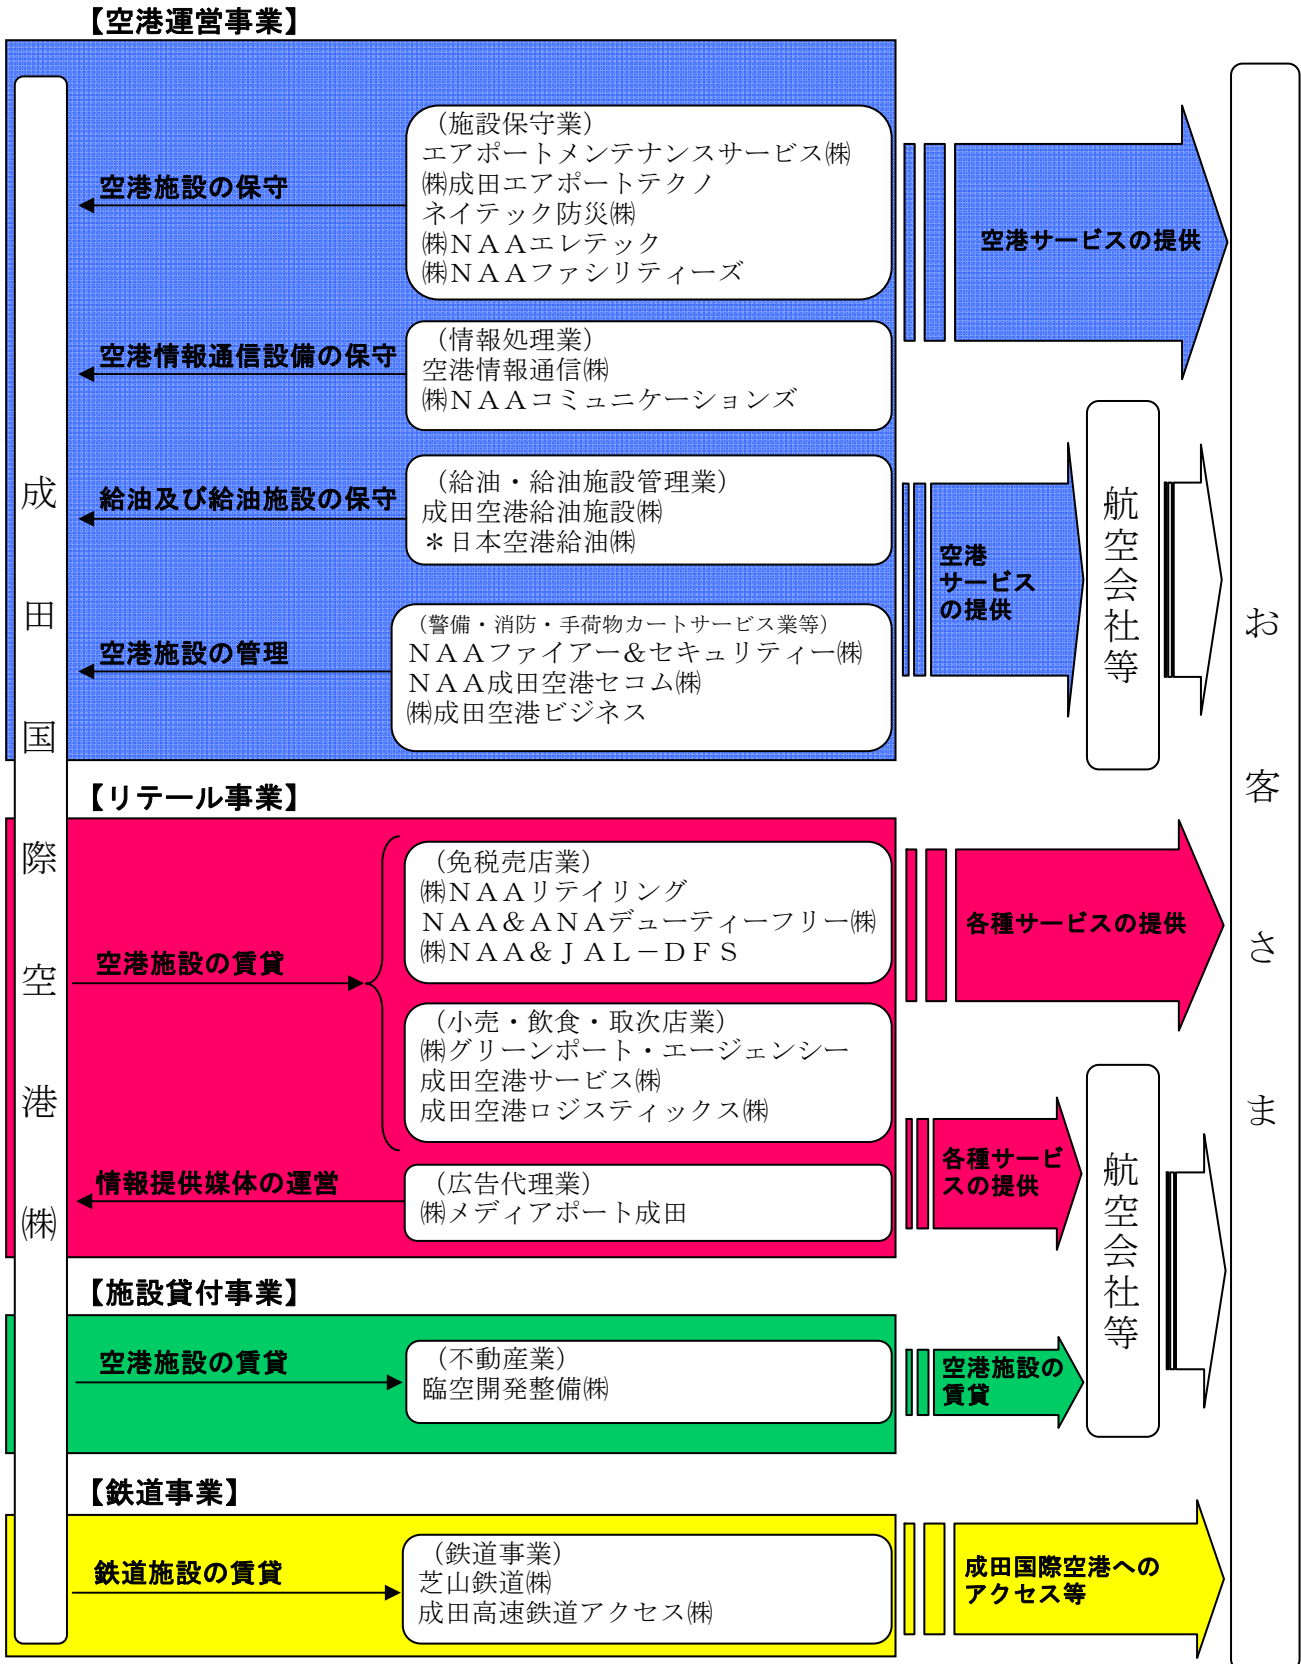 【空港運営事業】
成田国際空港㈱
空港施設の保守
（施設保守業）
エアポートメンテナンスサービス㈱
㈱成田エアポートテクノ
ネイテック防災㈱
㈱ＮＡＡエレテック
㈱ＮＡＡファシリティーズ
空港情報通信設備の保守
（情報処理業）
空港情報通信㈱
㈱ＮＡＡコミュニケーションズ
給油及び給油施設の保守
（給油・給油施設管理業）
成田空港給油施設㈱
＊日本空港給油㈱
空港施設の管理
（警備・消防・手荷物カートサービス業等）
ＮＡＡファイアー＆セキュリティー㈱
ＮＡＡ成田空港セコム㈱
㈱成田空港ビジネス
空港サービスの提供
空港
サービス
の提供
航空会社等
お客さま
【リテール事業】
空港施設の賃貸
（免税売店業）
㈱ＮＡＡリテイリング
ＮＡＡ＆ＡＮＡデューティーフリー㈱
㈱ＮＡＡ＆ＪＡＬ－ＤＦＳ
（小売・飲食・取次店業）
㈱グリーンポート・エージェンシー
成田空港サービス㈱
成田空港ロジスティックス㈱
情報提供媒体の運営
（広告代理業）
㈱メディアポート成田
各種サービスの提供
各種サービ
スの提供
航空会社等
【施設貸付事業】
空港施設の賃貸
（不動産業）
臨空開発整備㈱
空港施設の
賃貸
【鉄道事業】
鉄道施設の賃貸
（鉄道事業）
芝山鉄道㈱
成田高速鉄道アクセス㈱
成田国際空港への
アクセス等